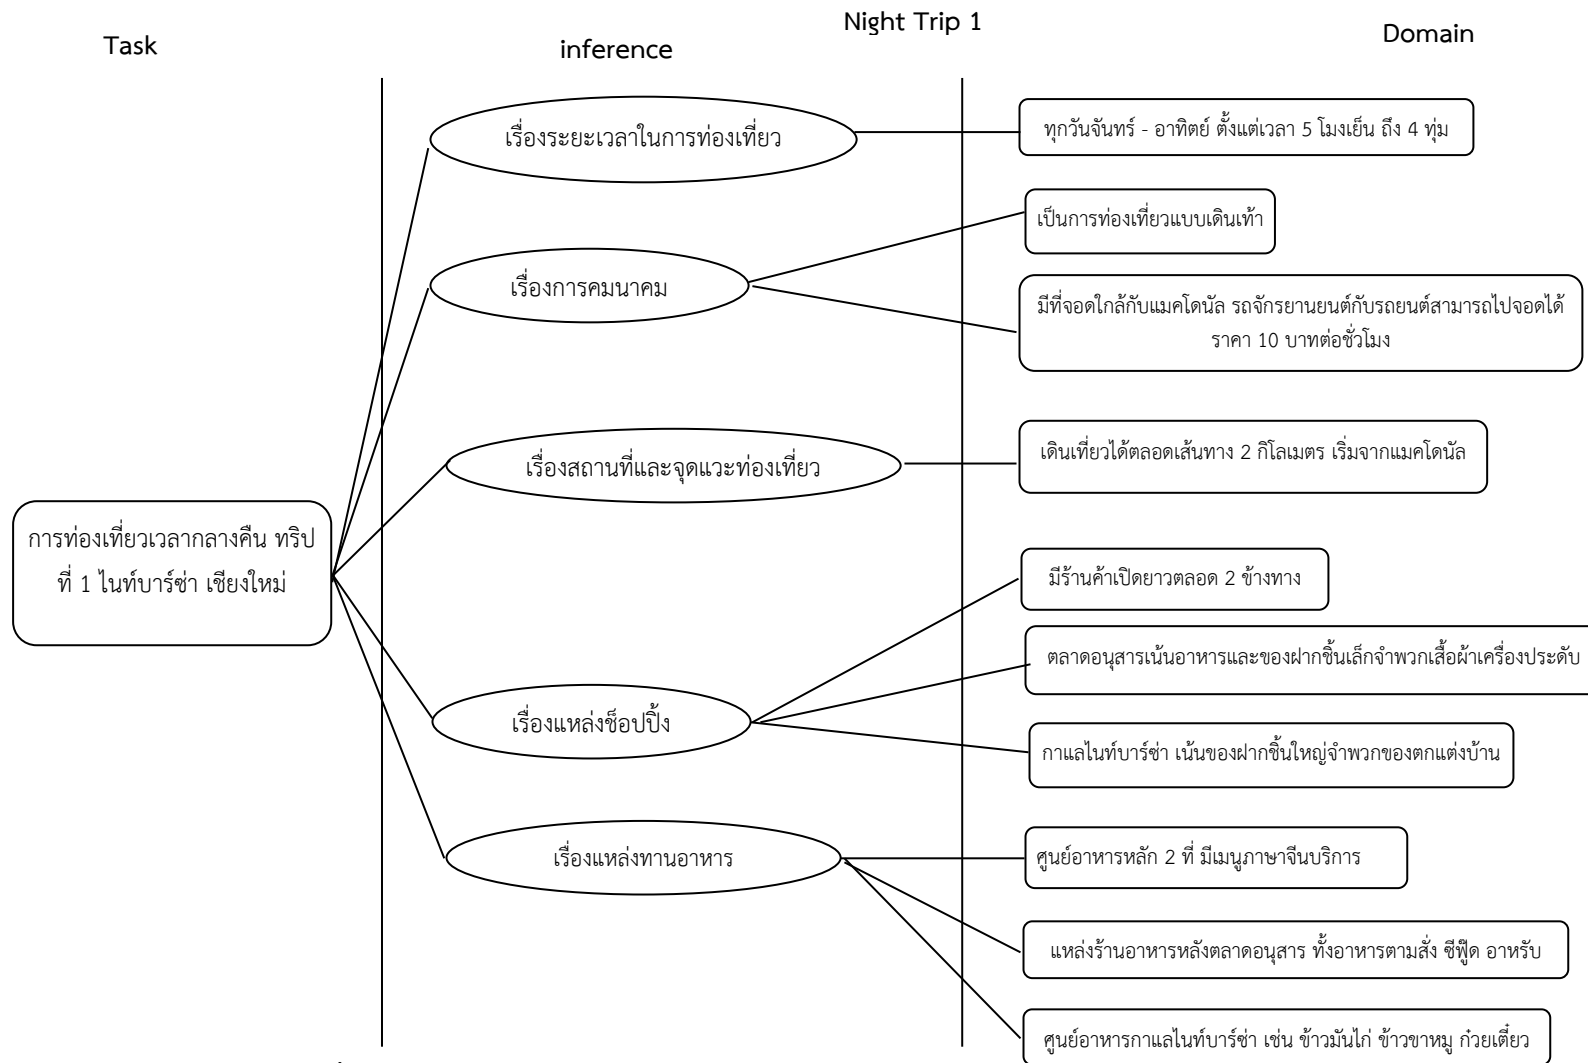 Night Trip 1
Task
inference
Domain
เรื่องระยะเวลาในการท่องเที่ยว
ทุกวันจันทร์ - อาทิตย์ ตั้งแต่เวลา 5 โมงเย็น ถึง 4 ทุ่ม
เป็นการท่องเที่ยวแบบเดินเท้า
เรื่องการคมนาคม
มีที่จอดใกล้กับแมคโดนัล รถจักรยานยนต์กับรถยนต์สามารถไปจอดได้
ราคา 10 บาทต่อชั่วโมง
เรื่องสถานที่และจุดแวะท่องเที่ยว
เดินเที่ยวได้ตลอดเส้นทาง 2 กิโลเมตร เริ่มจากแมคโดนัล
การท่องเที่ยวเวลากลางคืน ทริป
ที่ 1 ไนท์บาร์ซ่า เชียงใหม่
มีร้านค้าเปิดยาวตลอด 2 ข้างทาง
ตลาดอนุสารเน้นอาหารและของฝากชิ้นเล็กจำพวกเสื้อผ้าเครื่องประดับ
เรื่องแหล่งช็อปปิ้ง
กาแลไนท์บาร์ซ่า เน้นของฝากชิ้นใหญ่จำพวกของตกแต่งบ้าน
เรื่องแหล่งทานอาหาร
ศูนย์อาหารหลัก 2 ที่ มีเมนูภาษาจีนบริการ
แหล่งร้านอาหารหลังตลาดอนุสาร ทั้งอาหารตามสั่ง ซีฟู๊ด อาหรับ
ศูนย์อาหารกาแลไนท์บาร์ซ่า เช่น ข้าวมันไก่ ข้าวขาหมู ก๋วยเตี๋ยว